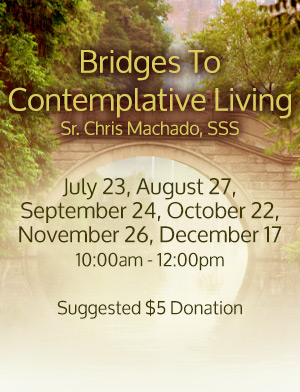 Bridges To
Contemplative Living
Sr. Chris Machado, SSS
July 23, August 27,
September 24, October 22,
November 26, December 17
10:00am - 12:00pm
Suggested $5 Donation